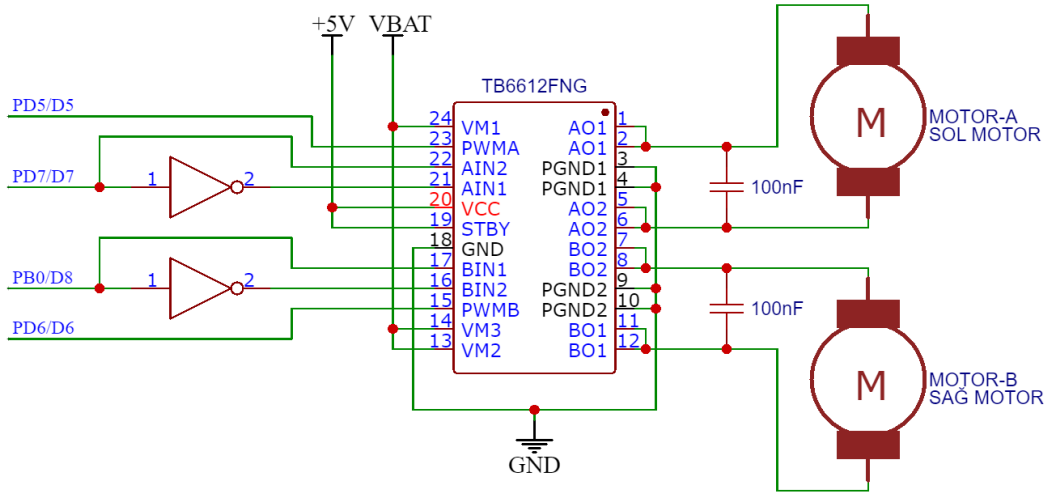 +5V VBAT
TB6612FNG
PD5/D5
PD7/D7
1 2
PB0/D8
1 2
PD6/D6
24 VM1 AO1 1
23 PWMA AO1 2
22 AIN2 PGND1 3
21 AIN1 PGND1 4
20 VCC AO2 5
19 STBY AO2 6
18 GND BO2 7
17 BIN1 BO2 8
16 BIN2 PGND2 9
15 PWMB PGND2 10
14 VM3 BO1 11
13 VM2 BO1 12
100nF
100nF
M
MOTOR-A
SOL MOTOR
M
MOTOR-B
SAĞ MOTOR
GND